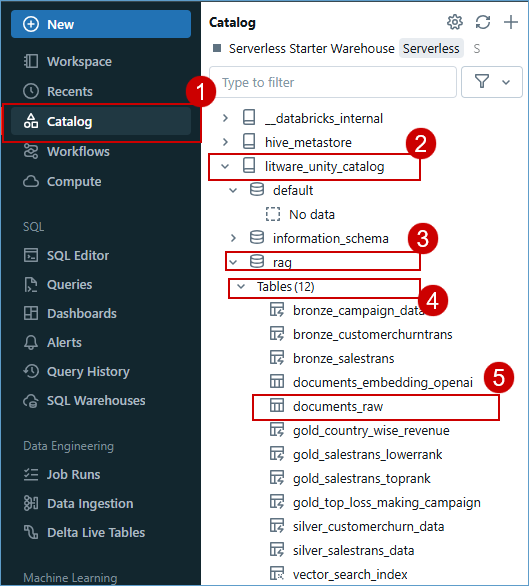 New
Workspace
Recents
1
Catalog
Workflows
Compute
SQL
SQL Editor
Queries
Dashboards
Alerts
Query History
SQL Warehouses
Data Engineering
Job Runs
Data Ingestion
Delta Live Tables
Machine Learning
Catalog
Serverless Starter Warehouse Serverless S
Type to filter
__databricks_internal
hive_metastore
2
litware_unity_catalog
default
No data
information_schema
3
rag
Tables (12)
4
bronze_campaign_data
bronze_customerchurntrans
bronze_salestrans
5
documents_embedding_openai
documents_raw
gold_country_wise_revenue
gold_salestrans_lowerrank
gold_salestrans_toprank
gold_top_loss_making_campaign
silver_customerchurn_data
silver_salestrans_data
vector_search_index